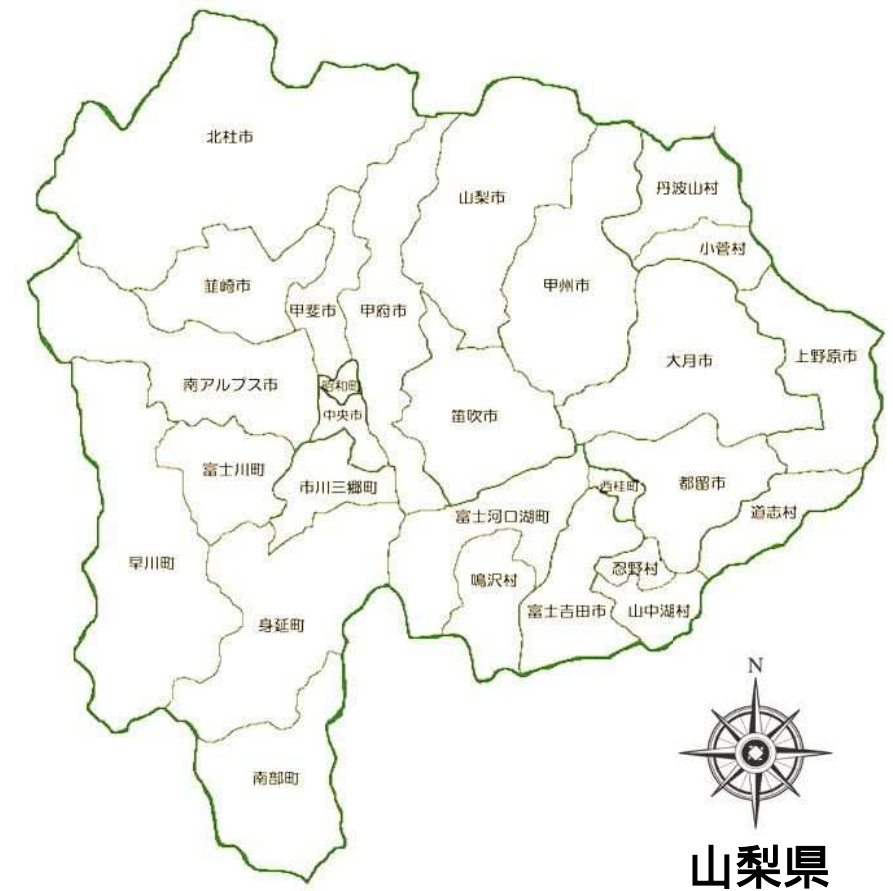 北杜市
山梨市
丹波山村
小菅村
韮崎市
甲斐市
甲府市
甲州市
大月市
上野原市
南アルプス市
昭和町
中央市
笛吹市
富士川町
市川三郷町
西桂町
都留市
道志村
富士河口湖町
早川町
鳴沢村
忍野村
富士吉田市
山中湖村
身延町
南部町
N
山梨県